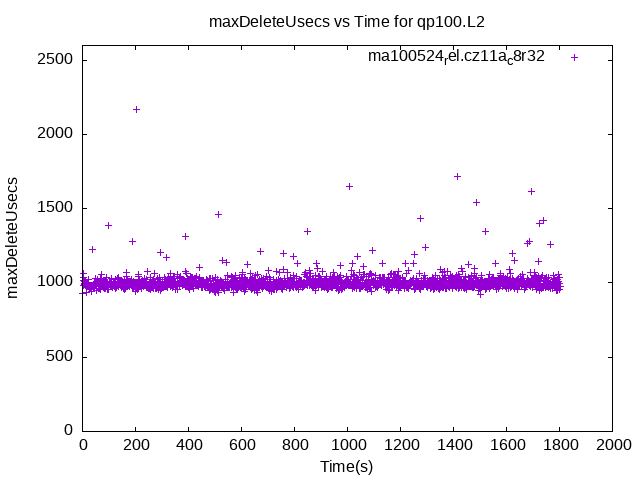 maxDeleteUsecs vs Time for qp100.L2
ma100524_rel.cz11a_c8r32
2500
2000
1500
1000
500
0
maxDeleteUsecs
0 200 400 600 800 1000 1200 1400 1600 1800 2000
Time(s)